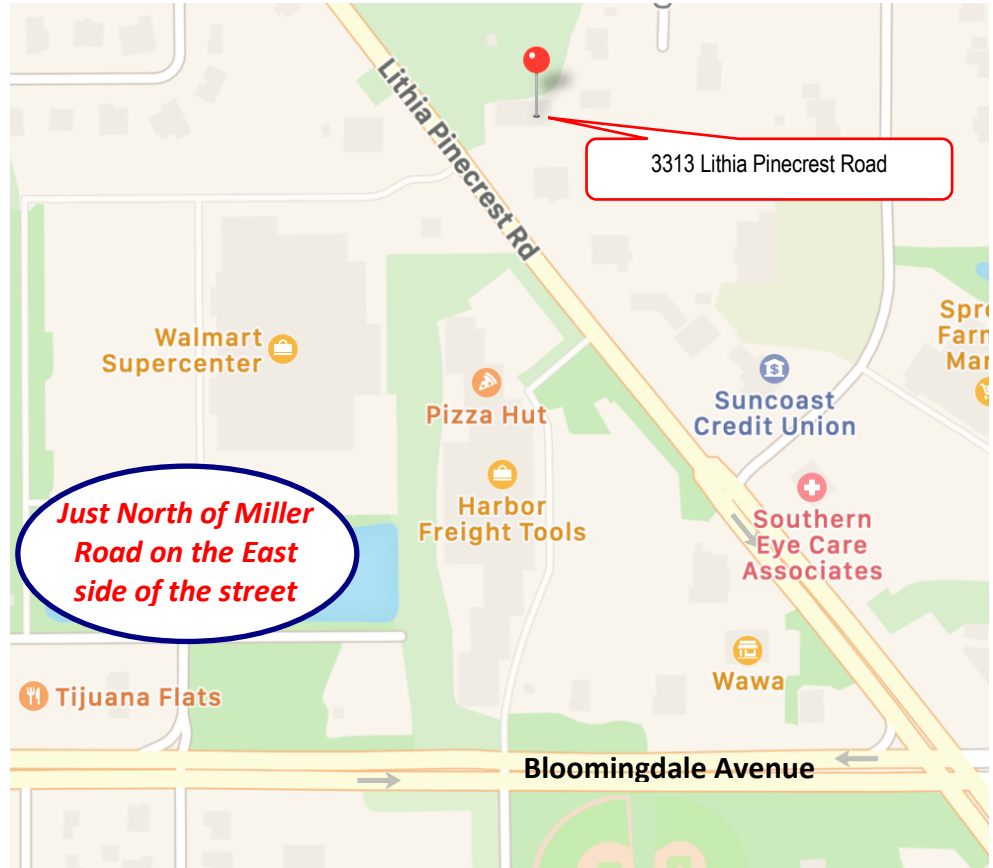 Lithia Pinecrest Rd
3313 Lithia Pinecrest Road
Walmart
Supercenter
Pizza Hut
Suncoast
Credit Union
Harbor
Freight Tools
Southern
Eye Care
Associates
Just North of Miller
Road on the East
side of the street
Wawa
Tijuana Flats
Bloomingdale Avenue